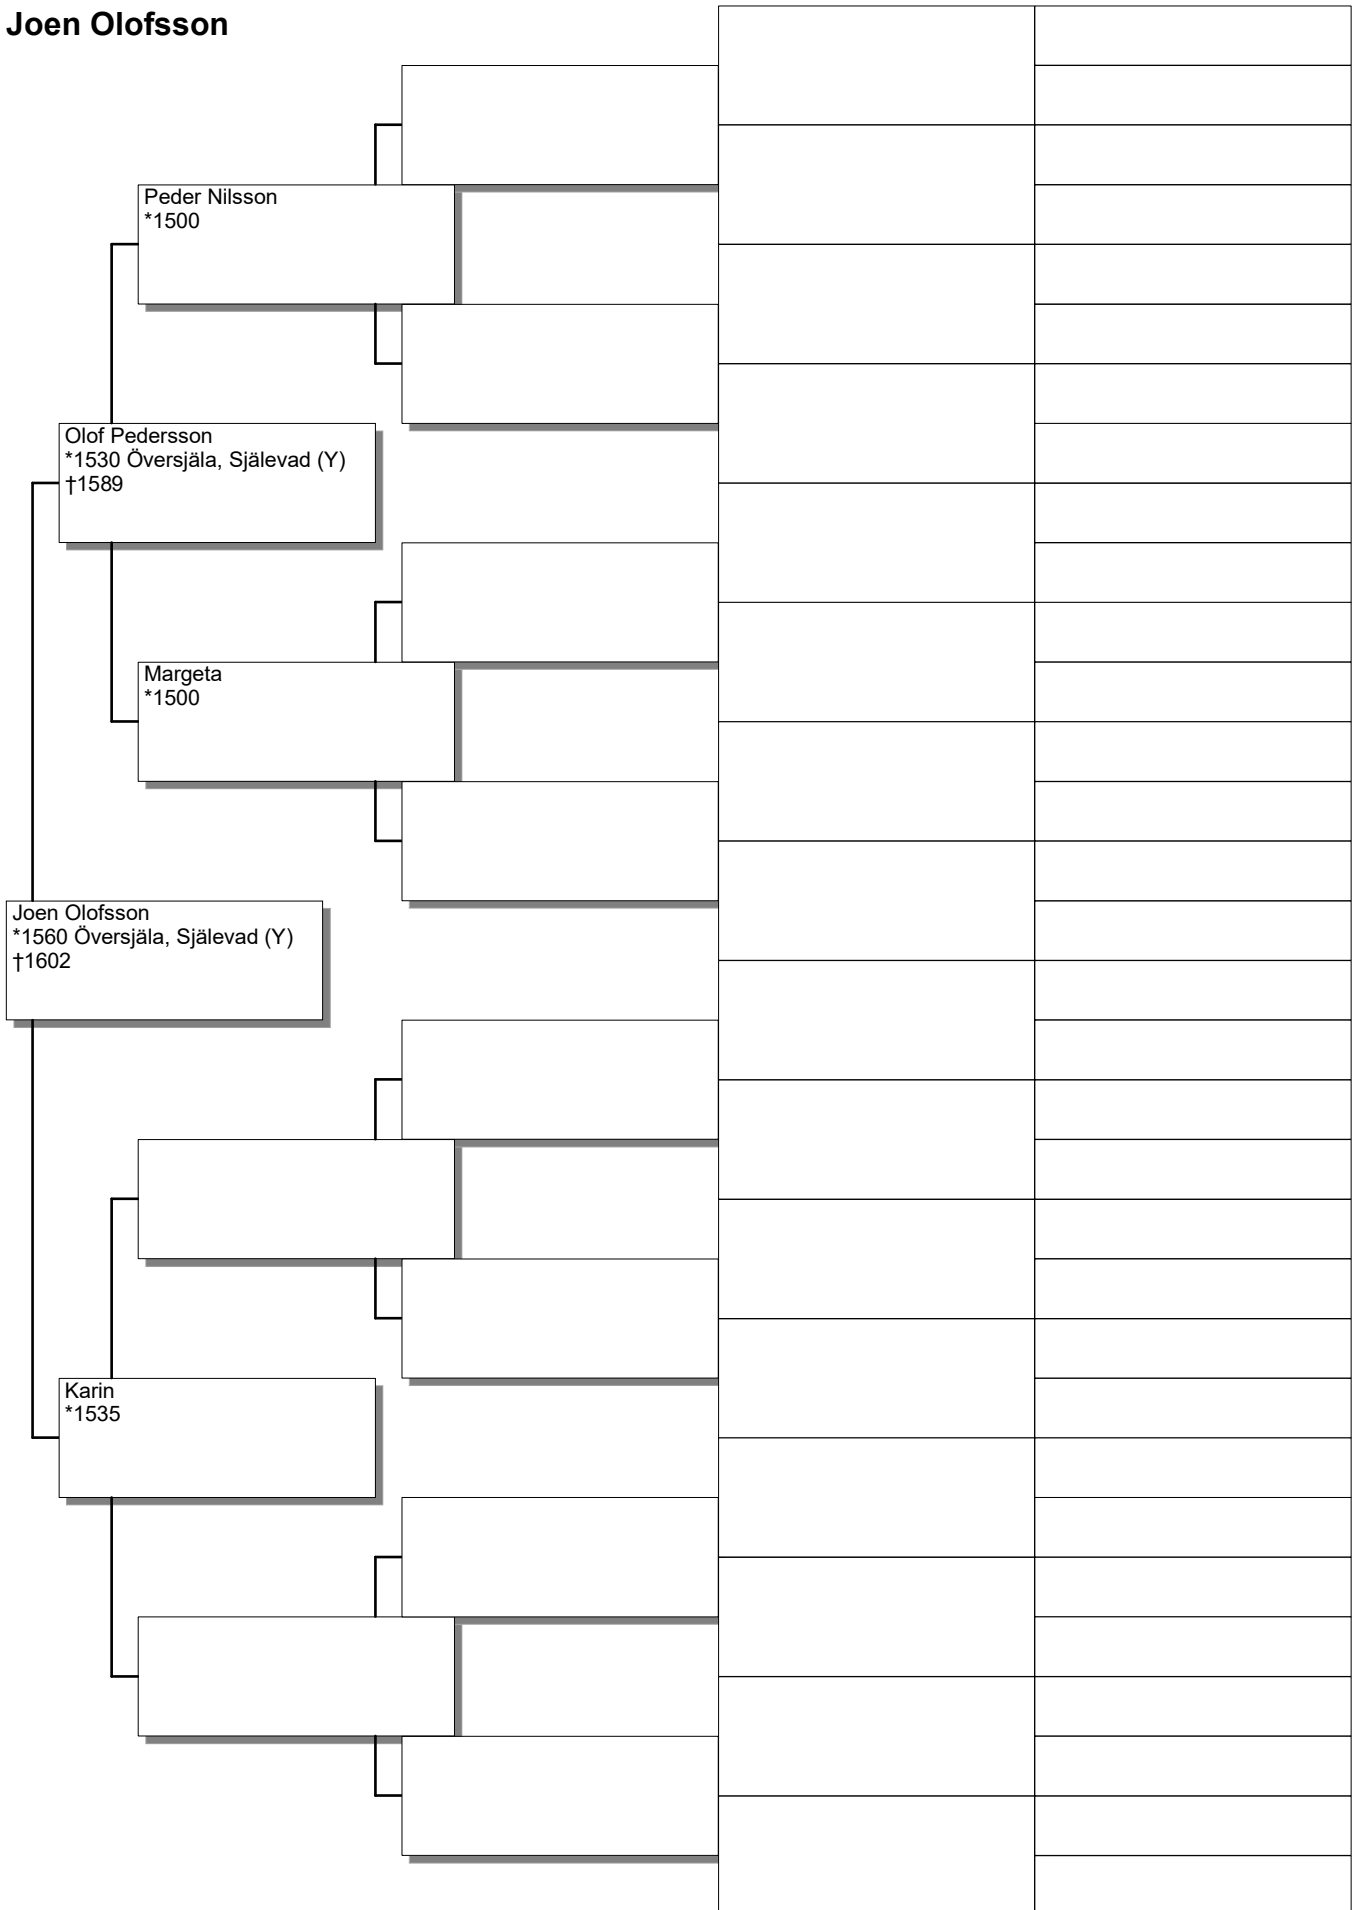 Joen Olofsson
Peder Nilsson
*1500
Olof Pedersson
*1530 Översjäla, Själevad (Y)
†1589
Margeta
*1500
Joen Olofsson
*1560 Översjäla, Själevad (Y)
†1602
Karin
*1535